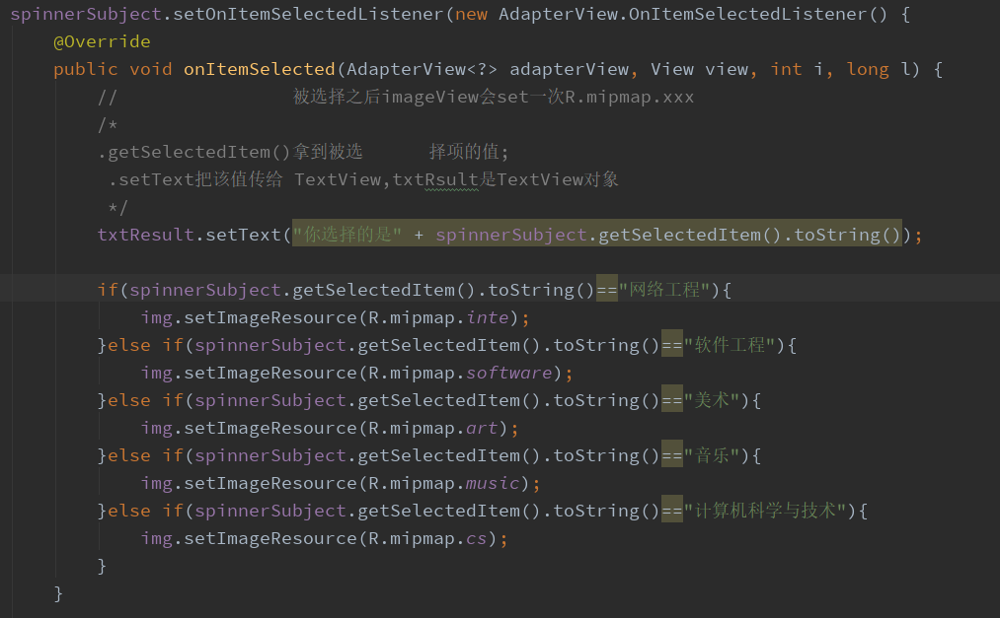 spinnerSubject.setOnItemSelectedListener(new AdapterView.OnItemSelectedListener() {
    @Override
    public void onItemSelected(AdapterView<?> adapterView, View view, int i, long l) {
        //                被选择之后imageView会set一次R.mipmap.xxx
        /*
        .getSelectedItem()拿到被选      择项的值;
         .setText把该值传给 TextView,txtRsult是TextView对象
         */
        txtResult.setText("你选择的是" + spinnerSubject.getSelectedItem().toString());
        if(spinnerSubject.getSelectedItem().toString()=="网络工程"){
            img.setImageResource(R.mipmap.inte);
        }else if(spinnerSubject.getSelectedItem().toString()=="软件工程"){
            img.setImageResource(R.mipmap.software);
        }else if(spinnerSubject.getSelectedItem().toString()=="美术"){
            img.setImageResource(R.mipmap.art);
        }else if(spinnerSubject.getSelectedItem().toString()=="音乐"){
            img.setImageResource(R.mipmap.music);
        }else if(spinnerSubject.getSelectedItem().toString()=="计算机科学与技术"){
            img.setImageResource(R.mipmap.cs);
        }
    }